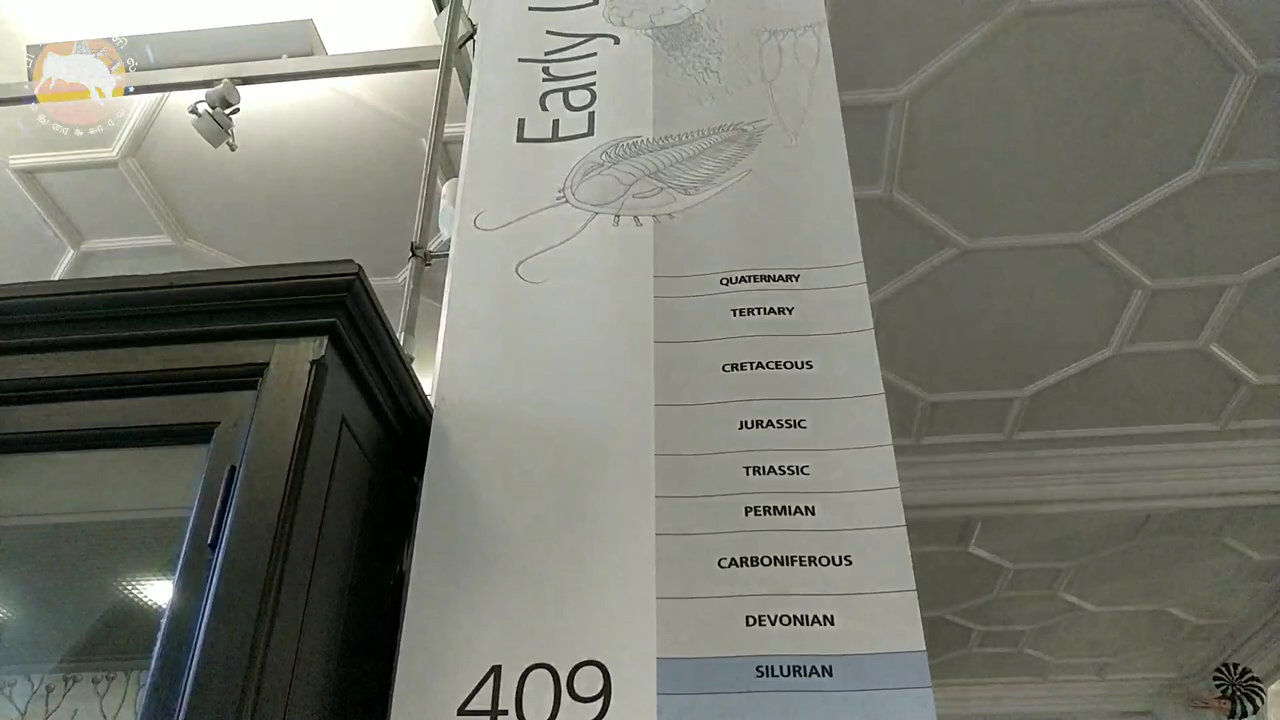 Early L
QUATERNARY
TERTIARY
CRETACEOUS
JURASSIC
TRIASSIC
PERMIAN
CARBONIFEROUS
DEVONIAN
SILURIAN
409